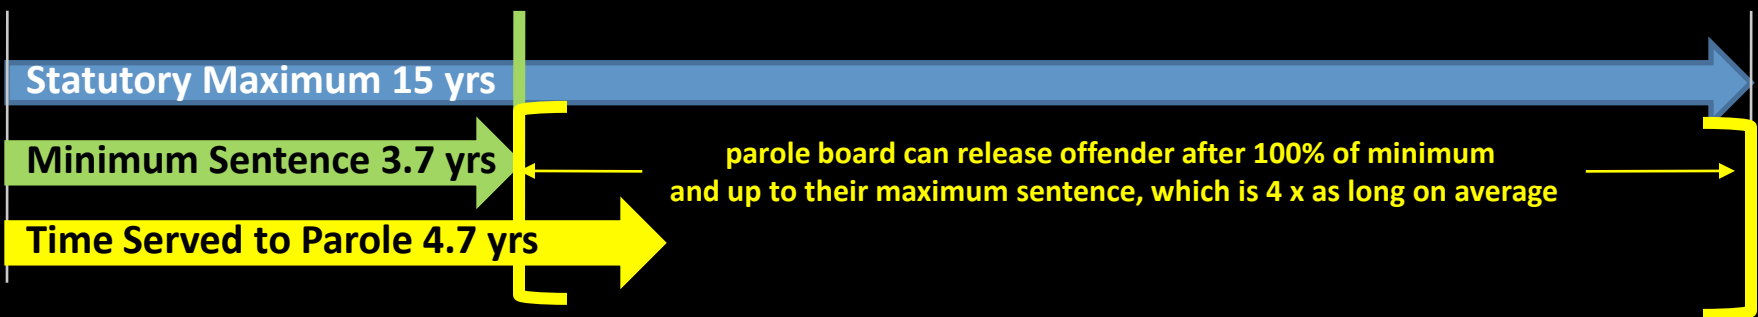 Statutory Maximum 15 yrs
Minimum Sentence 3.7 yrs
parole board can release offender after 100% of minimum
and up to their maximum sentence, which is 4 x as long on average
Time Served to Parole 4.7 yrs